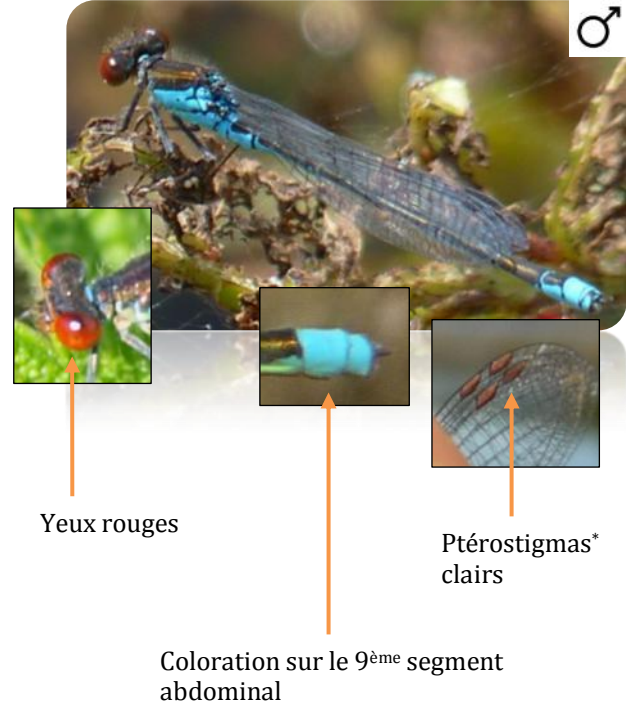 ♂
Yeux rouges
Ptérostigmas*
clairs
Coloration sur le 9ème segment
abdominal